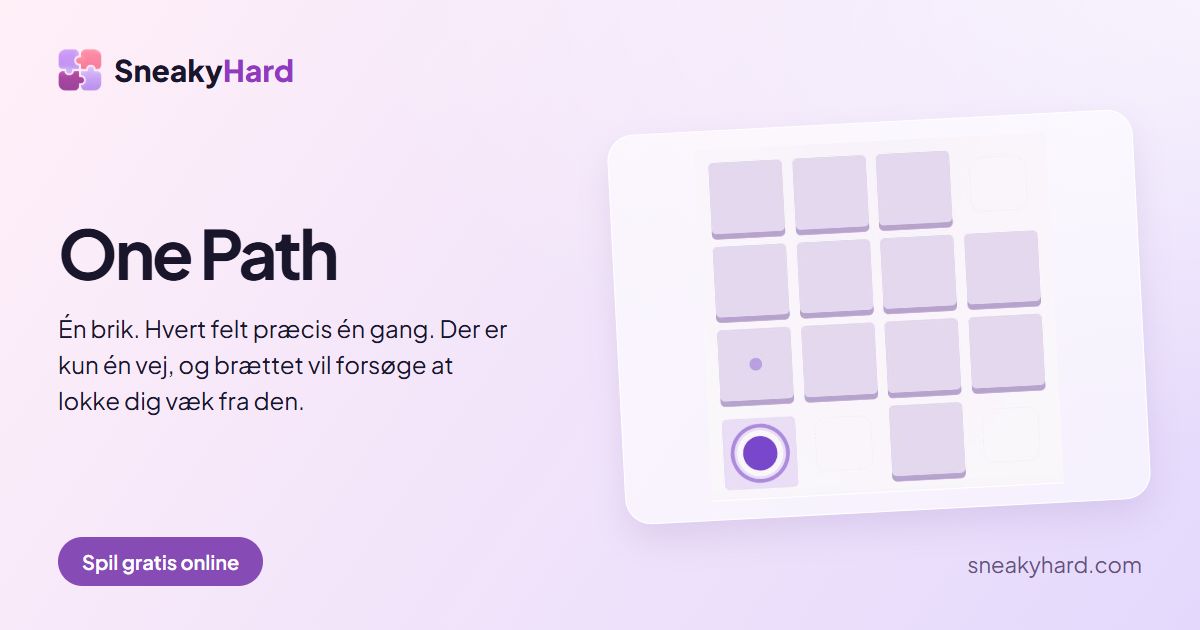 SneakyHard
One Path
Én brik. Hvert felt præcis én gang. Der er
kun én vej, og brættet vil forsøge at
lokke dig væk fra den.
Spil gratis online
sneakyhard.com